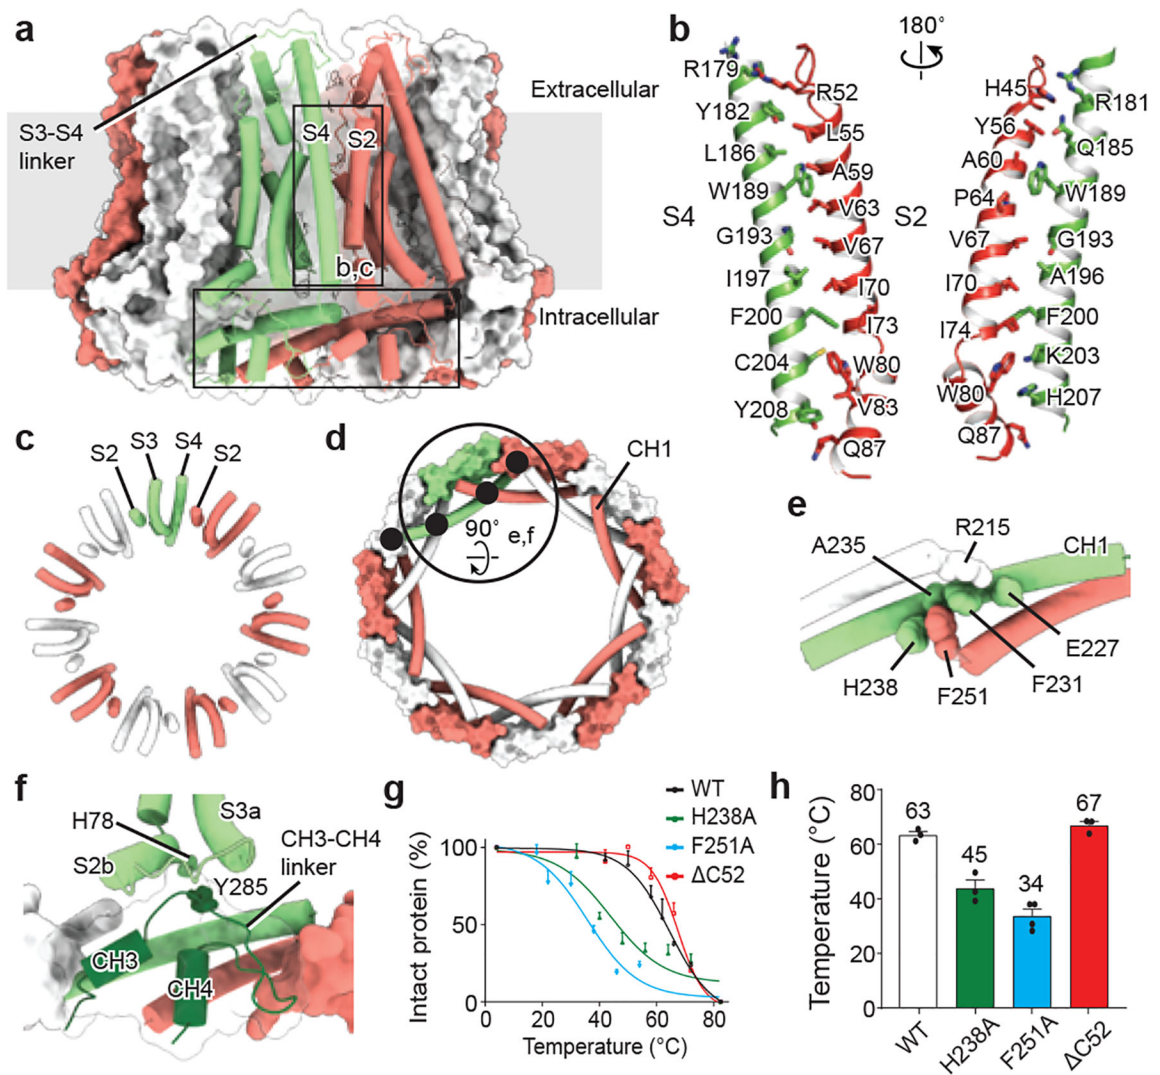 a
S3-S4
linker
S4
S2
b,c
Extracellular
Intracellular
b
180°
R179
Y182
L186
W189
G193
I197
F200
C204
Y208
S4
R52
L55
A59
V63
V67
I70
I73
W80
V83
Q87
S2
H45
Y56
A60
P64
V67
I70
I74
W80
Q87
R181
Q185
W189
G193
A196
F200
K203
H207
c
S2
S3
S4
S2
d
CH1
90°
e,f
e
A235
R215
CH1
H238
F251
F231
E227
f
H78
S3a
S2b
CH3-CH4
linker
Y285
CH3
CH4
g
WT
H238A
F251A
ΔC52
Intact protein (%)
100
50
0
0 20 40 60 80
Temperature (°C)
h
Temperature (°C)
80
60
40
20
0
63
45
34
67
WT
H238A
F251A
ΔC52